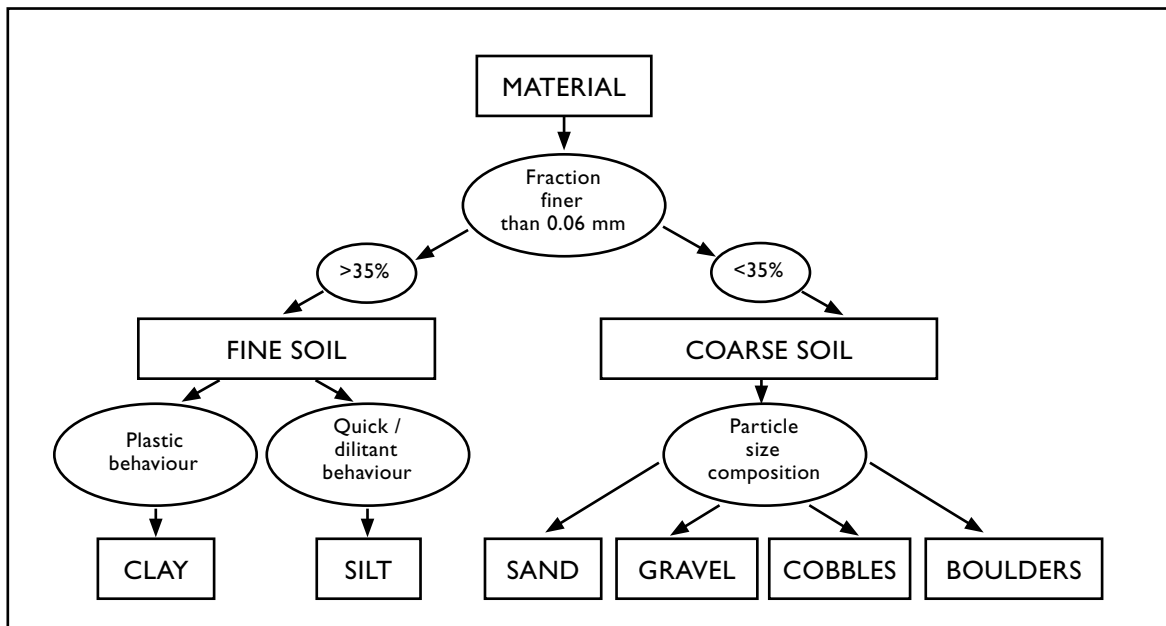 MATERIAL
Fraction
finer
than 0.06 mm
>35%
<35%
FINE SOIL
COARSE SOIL
Plastic
behaviour
Quick /
dilitant
behaviour
Particle
size
composition
CLAY
SILT
SAND
GRAVEL
COBBLES
BOULDERS